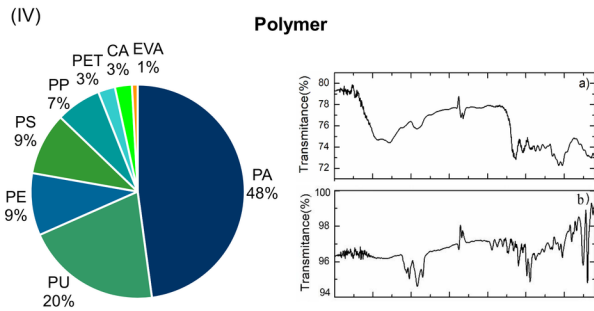 (IV)
Polymer
EVA
1%
CA
3%
PET
3%
PP
7%
PS
9%
PE
9%
PU
20%
PA
48%
Transmitance(%)
80
78
76
74
72
a)
Transmitance(%)
100
98
96
94
b)